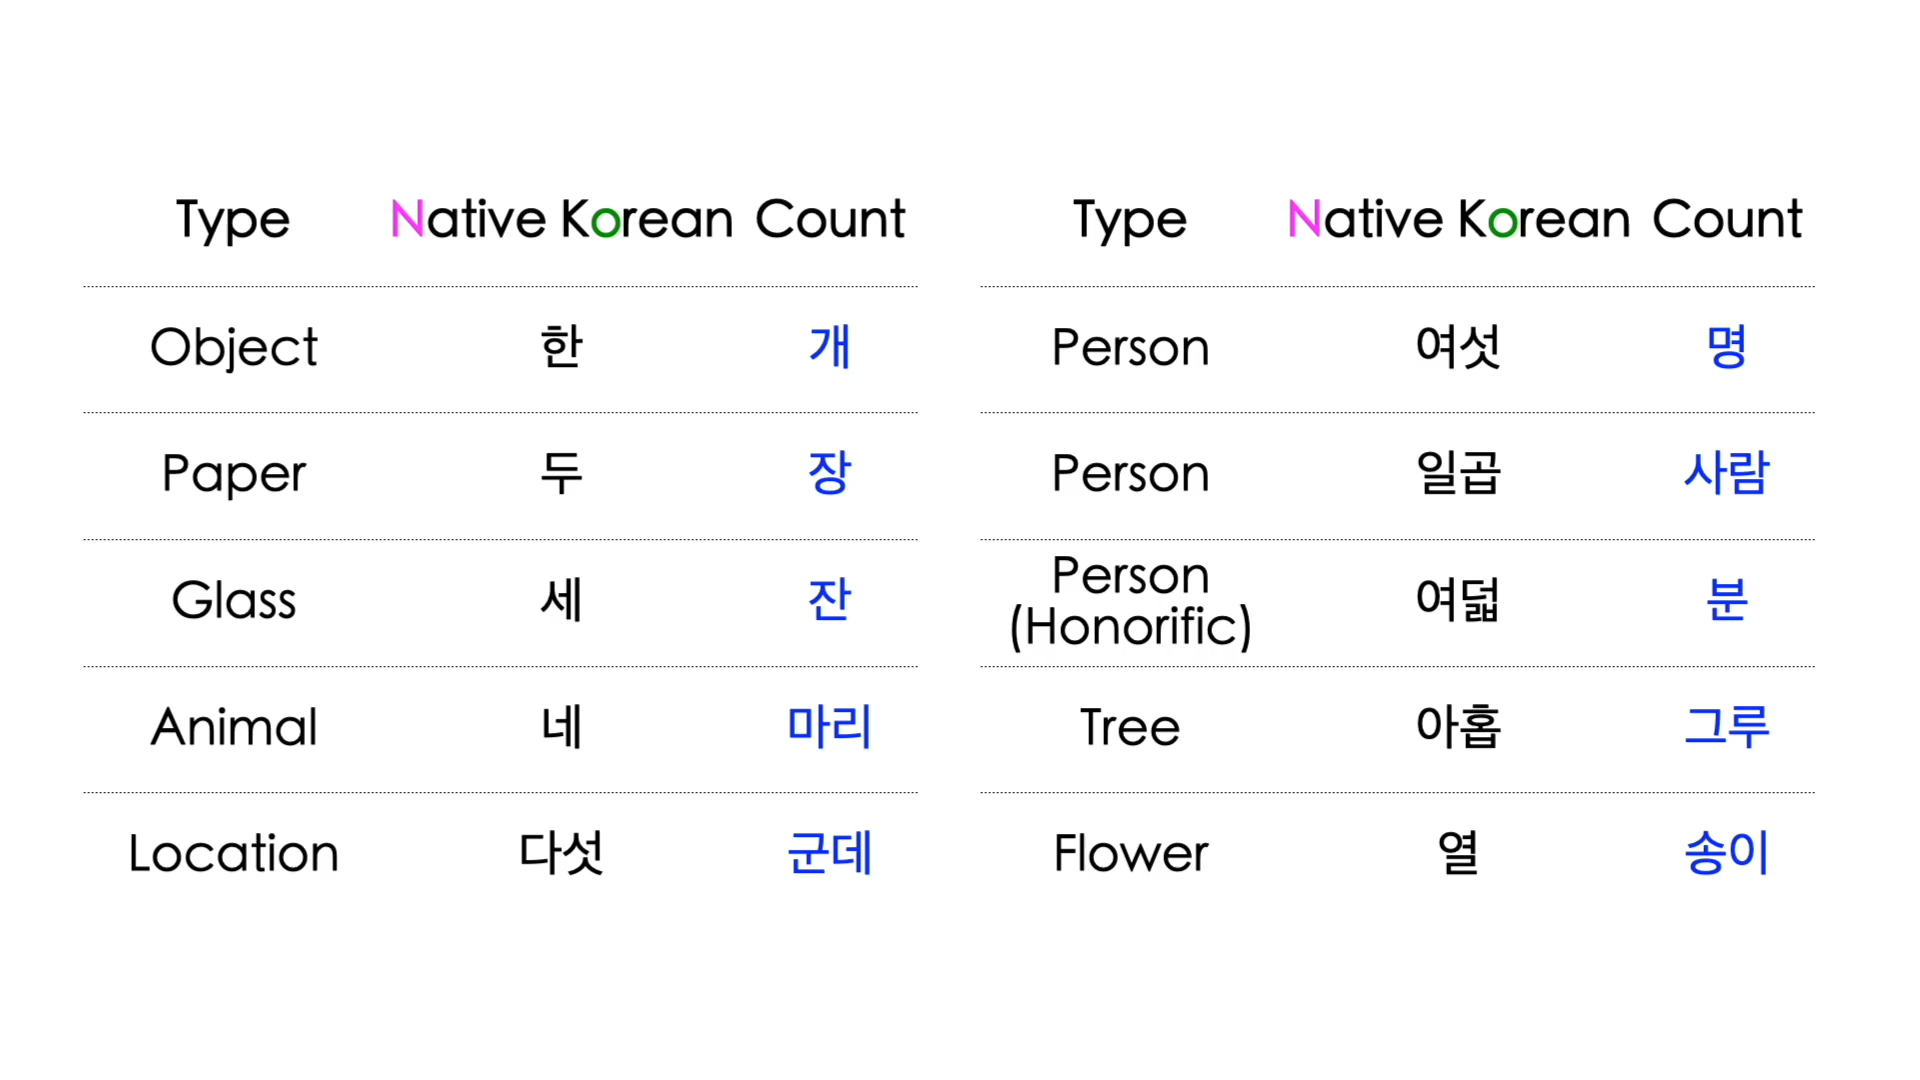 Type Native Korean Count
Object 한 개
Paper 두 장
Glass 세 잔
Animal 네 마리
Location 다섯 군데
Type Native Korean Count
Person 여섯 명
Person 일곱 사람
Person
(Honorific) 여덟 분
Tree 아홉 그루
Flower 열 송이